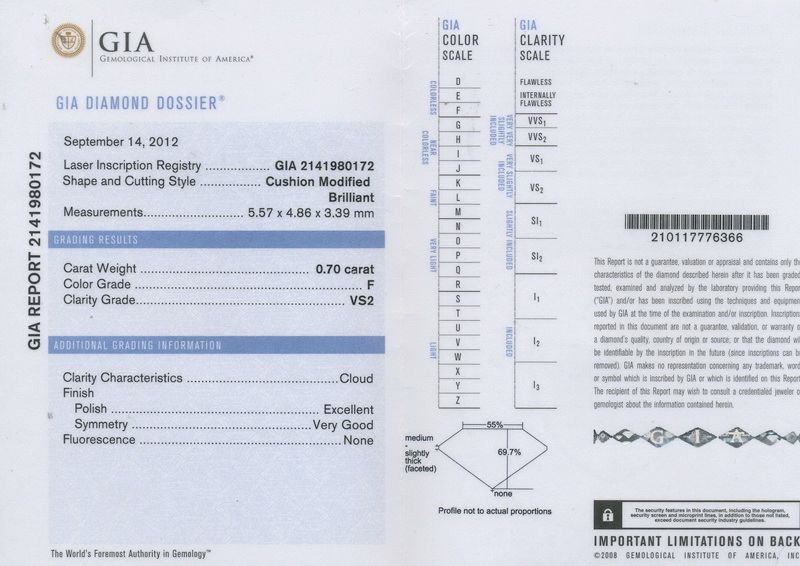 GIA
GEMOLOGICAL INSTITUTE OF AMERICA®
GIA DIAMOND DOSSIER®
GIA REPORT 2141980172
September 14, 2012
Laser Inscription Registry ................ GIA 2141980172
Shape and Cutting Style ............... Cushion Modified
Brilliant
Measurements........................ 5.57 x 4.86 x 3.39 mm
GRADING RESULTS
Carat Weight ........................................ 0.70 carat
Color Grade .................................................... F
Clarity Grade................................................. VS2
ADDITIONAL GRADING INFORMATION
Clarity Characteristics ............................... Cloud
Finish
Polish ................................................ Excellent
Symmetry ........................................ Very Good
Fluorescence ............................................. None
The World's Foremost Authority in Gemology™
GIA
COLOR
SCALE
COLORLESS
D
E
F
NEAR COLORLESS
G
H
I
J
FAINT
K
L
M
VERY LIGHT
N
O
P
Q
R
LIGHT
S
T
U
V
W
X
Y
Z
GIA
CLARITY
SCALE
FLAWLESS
INTERNALLY
FLAWLESS
VERY VERY SLIGHTLY INCLUDED
VVS1
VVS2
VERY SLIGHTLY INCLUDED
VS1
VS2
SLIGHTLY INCLUDED
SI1
SI2
INCLUDED
I1
I2
I3
55%
medium
-
slightly
thick
(faceted)
69.7%
none
Profile not to actual proportions
210117776366
This Report is not a guarantee, valuation or appraisal and contains only the
characteristics of the diamond described herein after it has been graded,
tested, examined and analyzed by the laboratory providing this Report
("GIA") and/or has been inscribed using the techniques and equipment
used by GIA at the time of the examination and/or inscription. Inscriptions
reported in this document are not a guarantee, validation, or warranty of
a diamond's quality, country of origin or source; or that the diamond will
be identifiable by the inscription in the future (since inscriptions can be
removed). GIA makes no representation concerning any trademark, word
or symbol which is inscribed by GIA or which is identified on this Report.
The recipient of this Report may wish to consult a credentialed jeweler or
gemologist about the information contained herein.
G I A
The security features in this document, including the hologram,
security screen and microprint lines, in addition to those not listed,
exceed document security industry guidelines.
IMPORTANT LIMITATIONS ON BACK
©2008 GEMOLOGICAL INSTITUTE OF AMERICA, INC